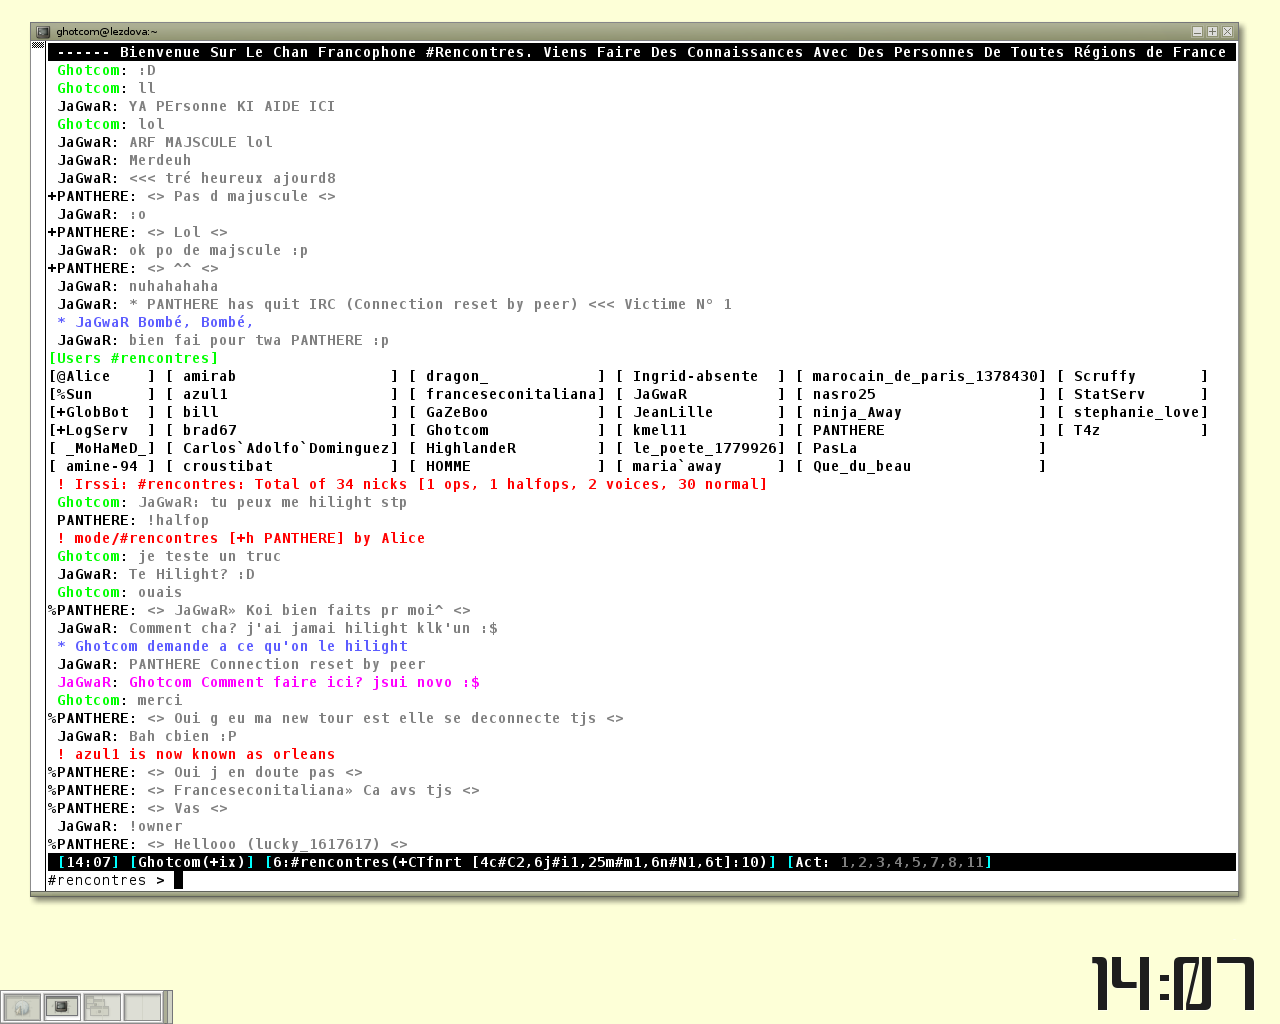 ghotcom@lezdova:~
------ Bienvenue Sur Le Chan Francophone #Rencontres. Viens Faire Des Connaissances Avec Des Personnes De Toutes Régions de France
Ghotcom: :D
Ghotcom: ll
JaGwaR: YA PErsonne KI AIDE ICI
Ghotcom: lol
JaGwaR: ARF MAJSCULE lol
JaGwaR: Merdeuh
JaGwaR: <<< tré heureux ajourd8
+PANTHERE: <> Pas d majuscule <>
JaGwaR: :o
+PANTHERE: <> Lol <>
JaGwaR: ok po de majscule :p
+PANTHERE: <> ^^ <>
JaGwaR: nuhahahaha
JaGwaR: * PANTHERE has quit IRC (Connection reset by peer) <<< Victime N° 1
* JaGwaR Bombé, Bombé,
JaGwaR: bien fai pour twa PANTHERE :p
[Users #rencontres]
[@Alice    ] [ amirab                 ] [ dragon_            ] [ Ingrid-absente  ] [ marocain_de_paris_1378430] [ Scruffy       ]
[%Sun      ] [ azul1                  ] [ franceseconitaliana] [ JaGwaR          ] [ nasro25                  ] [ StatServ      ]
[+GlobBot  ] [ bill                   ] [ GaZeBoo            ] [ JeanLille       ] [ ninja_Away               ] [ stephanie_love]
[+LogServ  ] [ brad67                 ] [ Ghotcom            ] [ kmel11          ] [ PANTHERE                 ] [ T4z           ]
[ _MoHaMeD_] [ Carlos`Adolfo`Dominguez] [ HighlandeR         ] [ le_poete_1779926] [ PasLa                    ]
[ amine-94 ] [ croustibat             ] [ HOMME              ] [ maria`away      ] [ Que_du_beau              ]
! Irssi: #rencontres: Total of 34 nicks [1 ops, 1 halfops, 2 voices, 30 normal]
Ghotcom: JaGwaR: tu peux me hilight stp
PANTHERE: !halfop
! mode/#rencontres [+h PANTHERE] by Alice
Ghotcom: je teste un truc
JaGwaR: Te Hilight? :D
Ghotcom: ouais
%PANTHERE: <> JaGwaR» Koi bien faits pr moi^ <>
JaGwaR: Comment cha? j'ai jamai hilight klk'un :$
* Ghotcom demande a ce qu'on le hilight
JaGwaR: PANTHERE Connection reset by peer
JaGwaR: Ghotcom Comment faire ici? jsui novo :$
Ghotcom: merci
%PANTHERE: <> Oui g eu ma new tour est elle se deconnecte tjs <>
JaGwaR: Bah cbien :P
! azul1 is now known as orleans
%PANTHERE: <> Oui j en doute pas <>
%PANTHERE: <> Franceseconitaliana» Ca avs tjs <>
%PANTHERE: <> Vas <>
JaGwaR: !owner
%PANTHERE: <> Hellooo (lucky_1617617) <>
[14:07] [Ghotcom(+ix)] [6:#rencontres(+CTfnrt [4c#C2,6j#i1,25m#m1,6n#N1,6t]:10)] [Act: 1,2,3,4,5,7,8,11]
#rencontres >
14:07